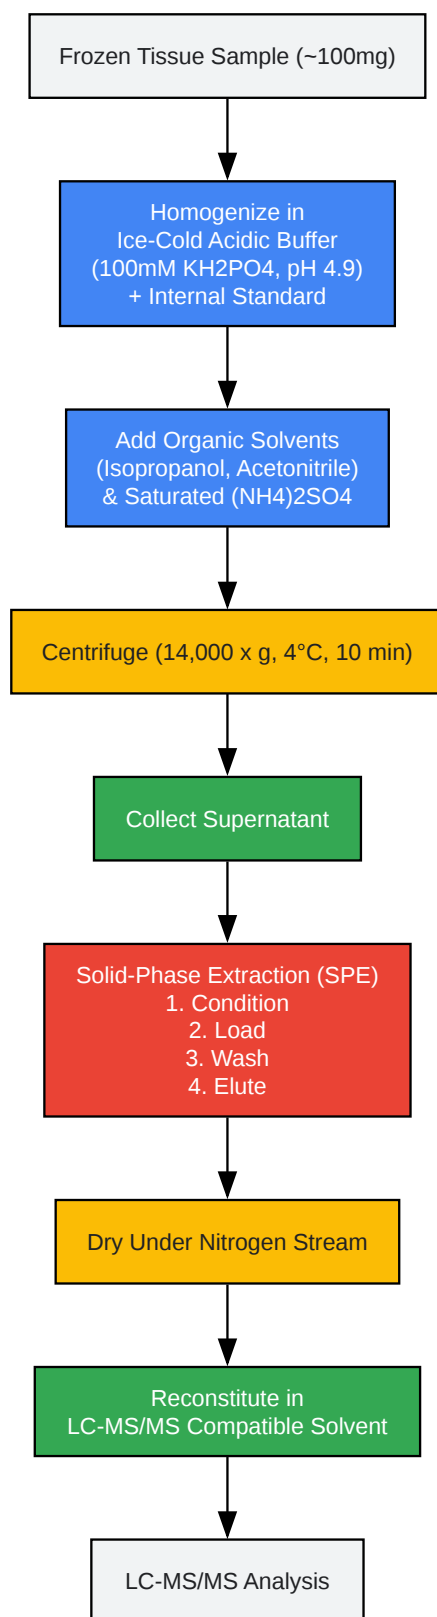 Frozen Tissue Sample (~100mg)
Homogenize in
Ice-Cold Acidic Buffer
(100mM KH2PO4, pH 4.9)
+ Internal Standard
Add Organic Solvents
(Isopropanol, Acetonitrile)
& Saturated (NH4)2SO4
Centrifuge (14,000 x g, 4°C, 10 min)
Collect Supernatant
Solid-Phase Extraction (SPE)
1. Condition
2. Load
3. Wash
4. Elute
Dry Under Nitrogen Stream
Reconstitute in
LC-MS/MS Compatible Solvent
LC-MS/MS Analysis